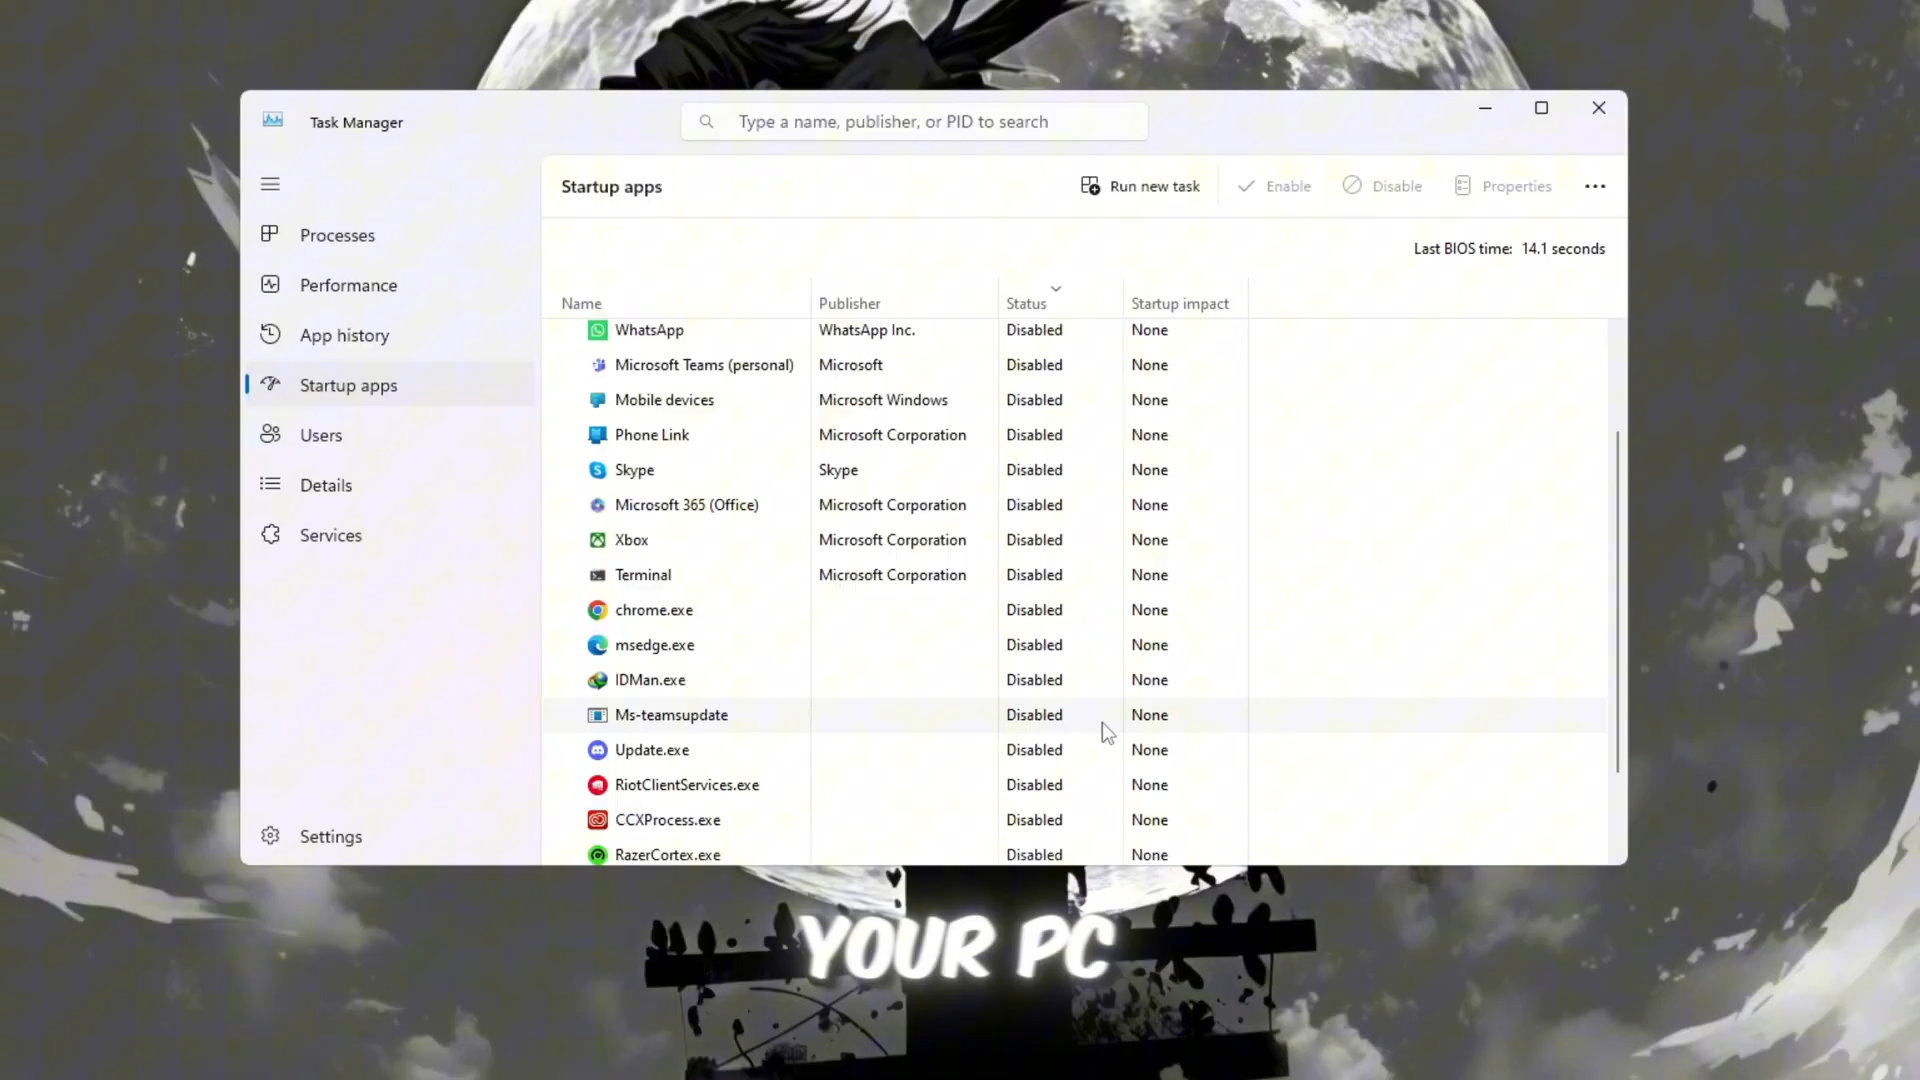 Task Manager
Type a name, publisher, or PID to search
Startup apps
Run new task
Enable
Disable
Properties
Processes
Performance
App history
Startup apps
Users
Details
Services
Settings
Last BIOS time: 14.1 seconds
Name Publisher Status Startup impact
WhatsApp WhatsApp Inc. Disabled None
Microsoft Teams (personal) Microsoft Disabled None
Mobile devices Microsoft Windows Disabled None
Phone Link Microsoft Corporation Disabled None
Skype Skype Disabled None
Microsoft 365 (Office) Microsoft Corporation Disabled None
Xbox Microsoft Corporation Disabled None
Terminal Microsoft Corporation Disabled None
chrome.exe Disabled None
msedge.exe Disabled None
IDMan.exe Disabled None
Ms-teamsupdate Disabled None
Update.exe Disabled None
RiotClientServices.exe Disabled None
CCXProcess.exe Disabled None
RazerCortex.exe Disabled None
YOUR PC